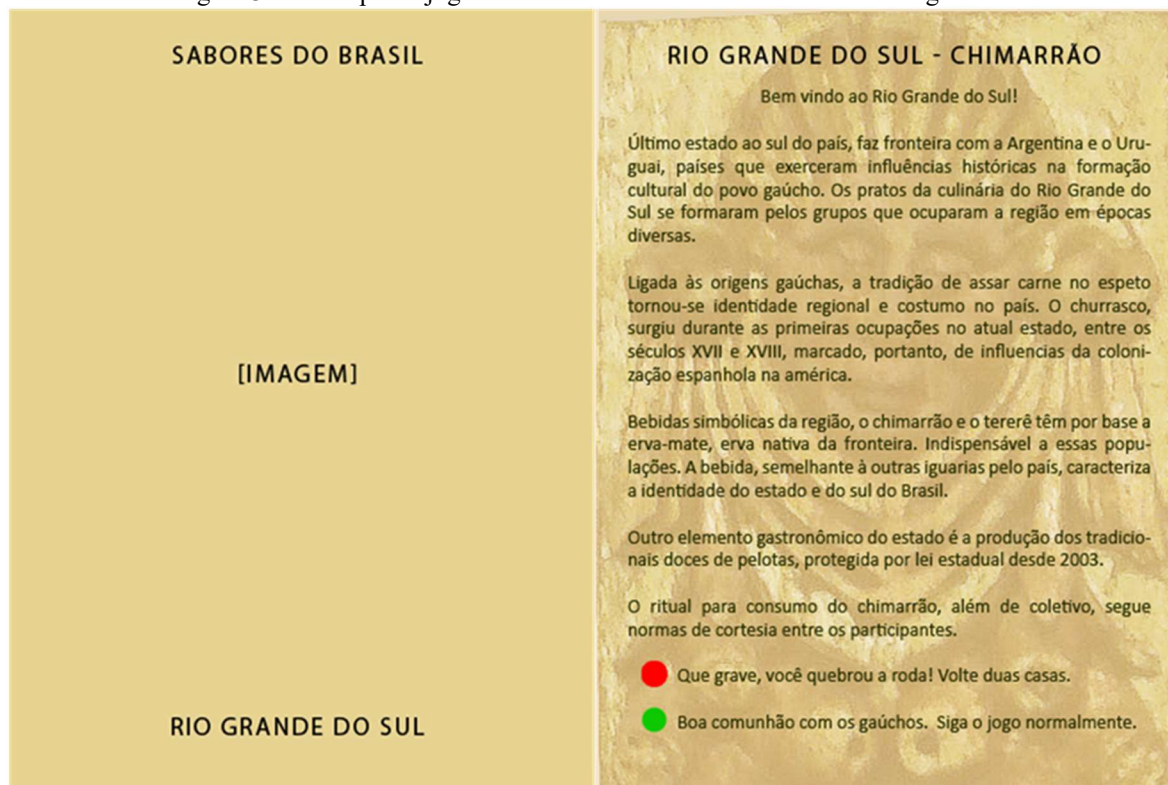 SABORES DO BRASIL
[IMAGEM]
RIO GRANDE DO SUL
RIO GRANDE DO SUL - CHIMARRÃO
Bem vindo ao Rio Grande do Sul!
Último estado ao sul do país, faz fronteira com a Argentina e o Uru-
guai, países que exerceram influências históricas na formação
cultural do povo gaúcho. Os pratos da culinária do Rio Grande do
Sul se formaram pelos grupos que ocuparam a região em épocas
diversas.
Ligada às origens gaúchas, a tradição de assar carne no espeto
tornou-se identidade regional e costumo no país. O churrasco,
surgiu durante as primeiras ocupações no atual estado, entre os
séculos XVII e XVIII, marcado, portanto, de influencias da coloni-
zação espanhola na américa.
Bebidas simbólicas da região, o chimarrão e o tererê têm por base a
erva-mate, erva nativa da fronteira. Indispensável a essas popu-
lações. A bebida, semelhante à outras iguarias pelo país, caracteriza
a identidade do estado e do sul do Brasil.
Outro elemento gastronômico do estado é a produção dos tradicio-
nais doces de pelotas, protegida por lei estadual desde 2003.
O ritual para consumo do chimarrão, além de coletivo, segue
normas de cortesia entre os participantes.
Que grave, você quebrou a roda! Volte duas casas.
Boa comunhão com os gaúchos. Siga o jogo normalmente.